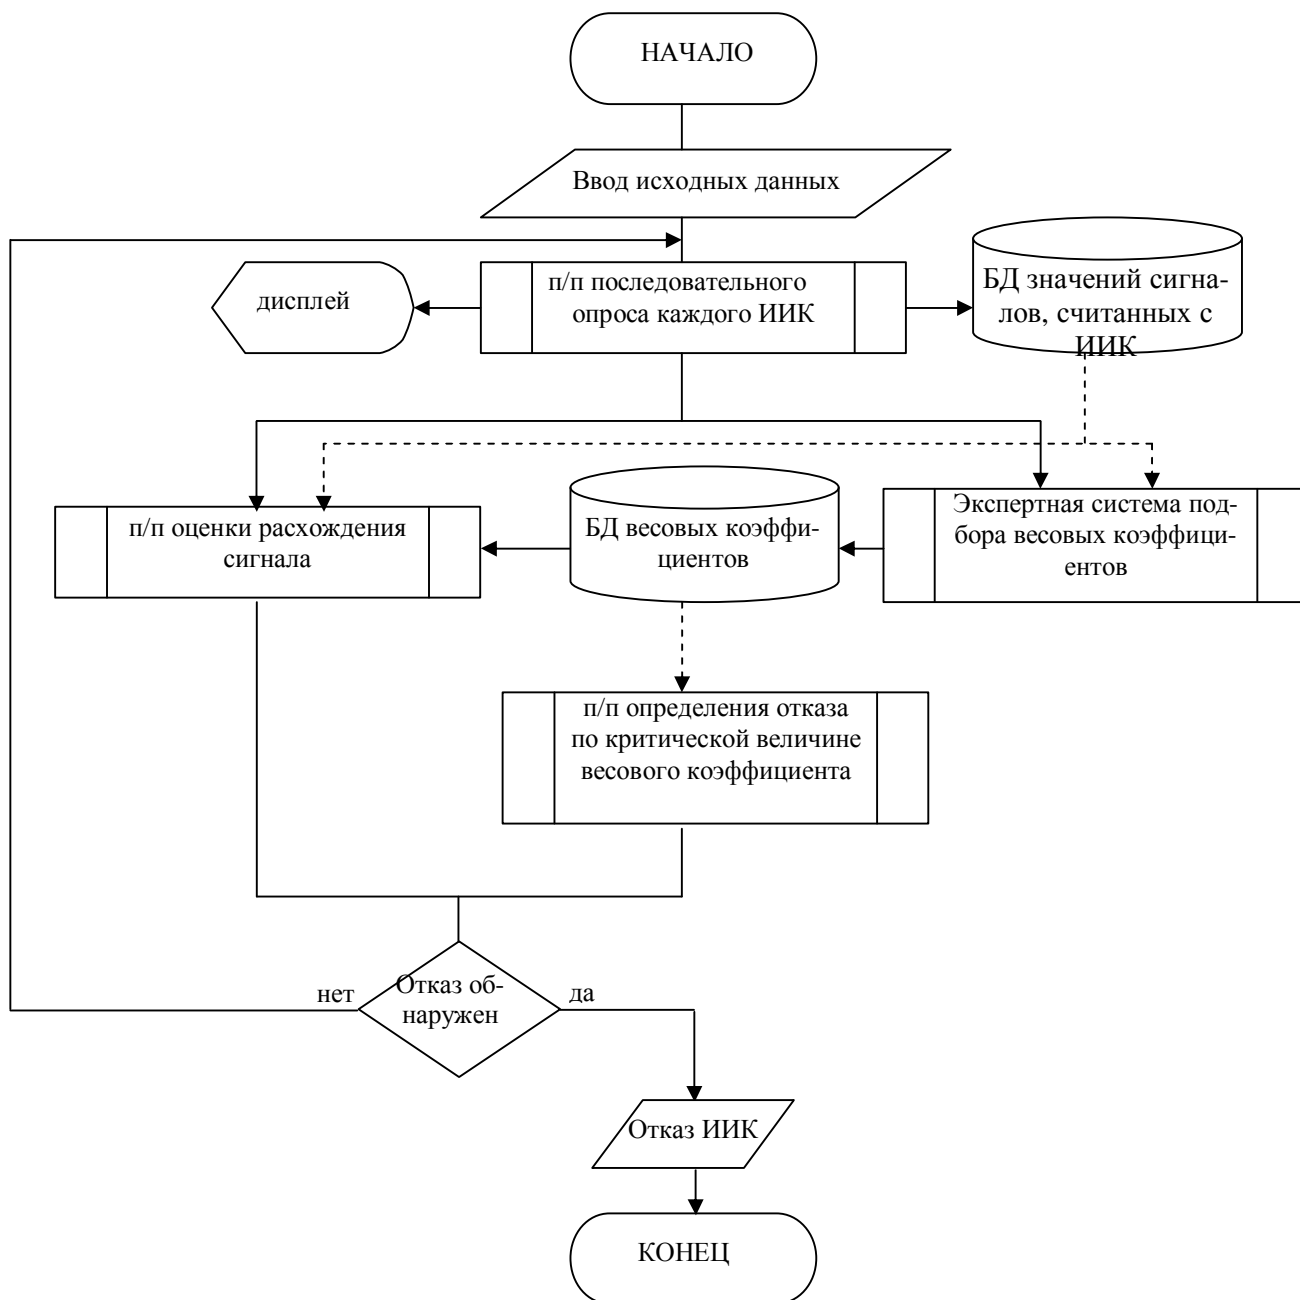 НАЧАЛО
Ввод исходных данных
дисплей
п/п последовательного
опроса каждого ИИК
БД значений сигна-
лов, считанных с
ИИК
п/п оценки расхождения
сигнала
БД весовых коэффи-
циентов
Экспертная система под-
бора весовых коэффици-
ентов
п/п определения отказа
по критической величине
весового коэффициента
нет
Отказ об-
наружен
да
Отказ ИИК
КОНЕЦ